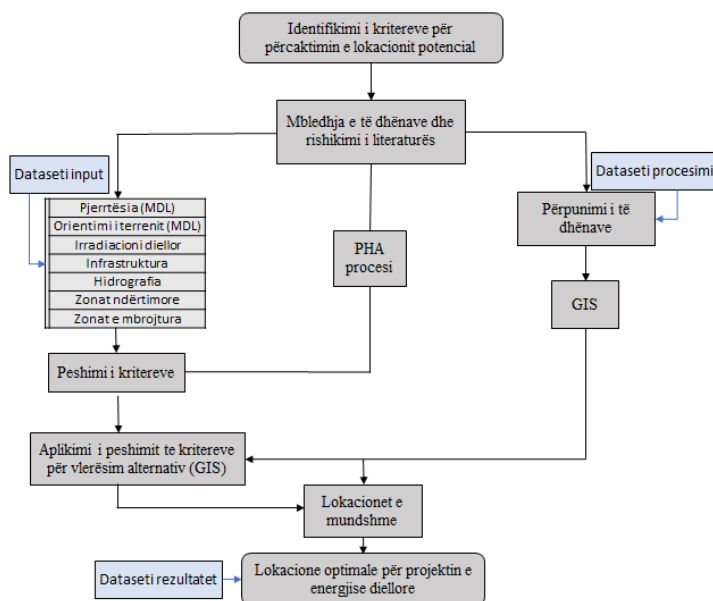 Identifikimi i kritereve për
përcaktimin e lokacionit potencial
Mbledhja e të dhënave dhe
rishikimi i literaturës
Dataseti input
Dataseti procesimi
Pjerrtësia (MDL)
Orientimi i terrenit (MDL)
Irradiacioni diellor
Infrastruktura
Hidrografia
Zonat ndërtimore
Zonat e mbrojtura
PHA
procesi
Përpunimi i të
dhënave
GIS
Peshimi i kritereve
Aplikimi i peshimit te kritereve
për vlerësim alternativ (GIS)
Lokacionet e
mundshme
Dataseti rezultatet
Lokacione optimale për projektin e
energjise diellore